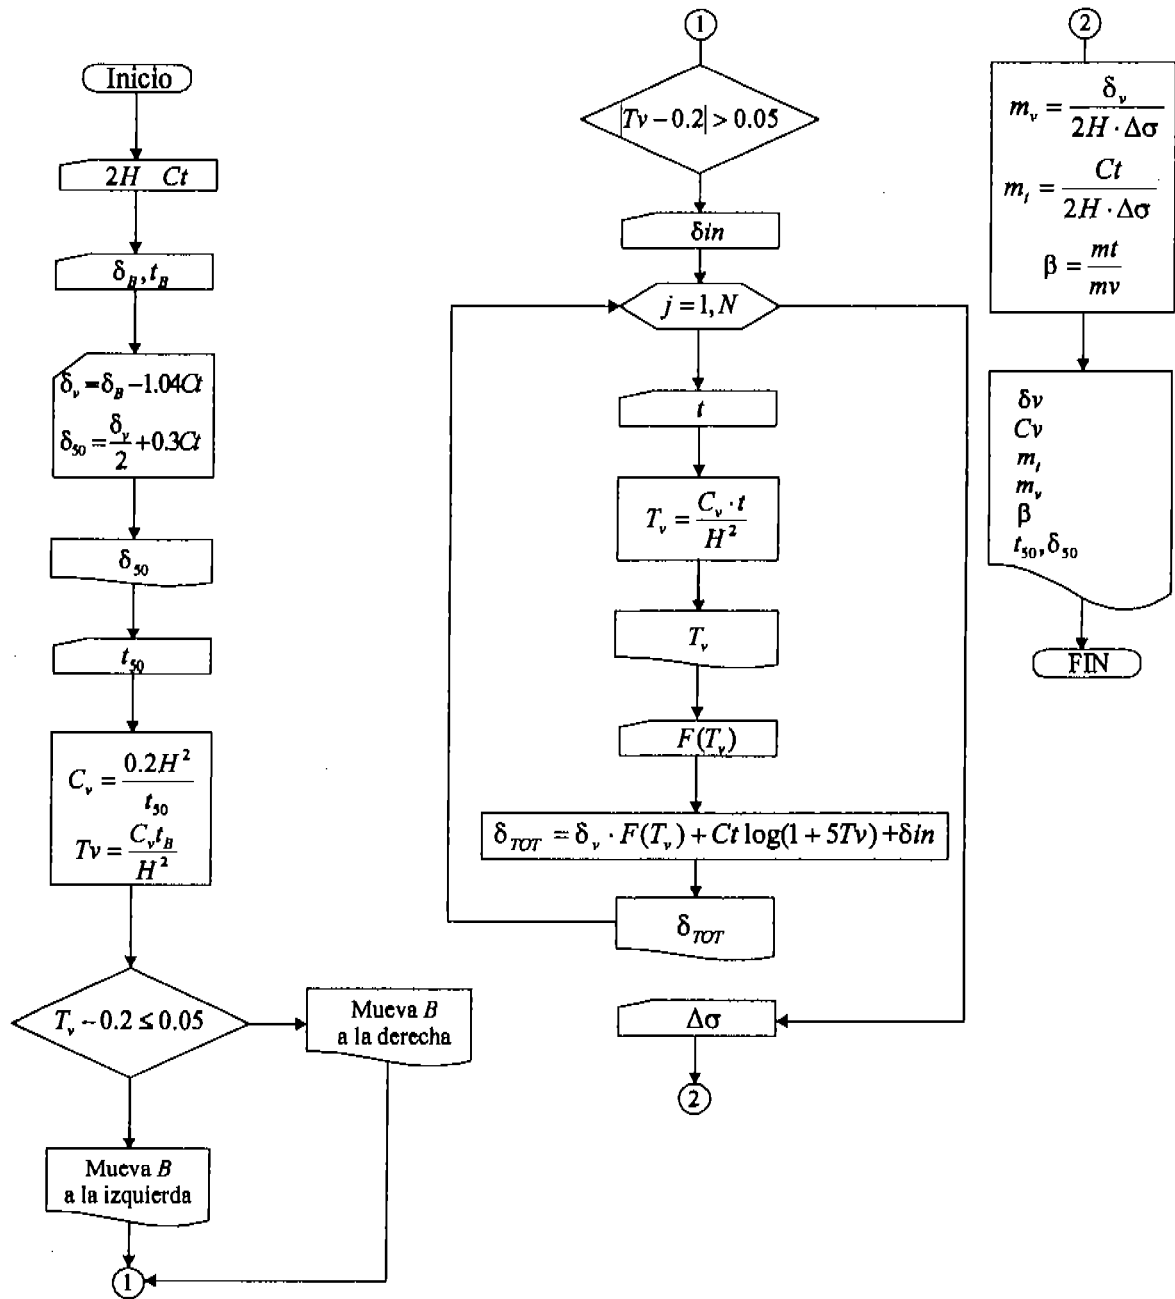 Inicio
2H Ct
δ_B, t_B
δ_v = δ_B − 1.04Ct
δ_50 = δ_v / 2 + 0.3Ct
δ_50
t_50
C_v = 0.2H² / t_50
Tv = C_v t_B / H²
T_v − 0.2 ≤ 0.05
Mueva B
a la derecha
Mueva B
a la izquierda
1
1
|Tv − 0.2| > 0.05
δin
j = 1, N
t
T_v = C_v · t / H²
T_v
F(T_v)
δ_TOT = δ_v · F(T_v) + Ct log(1 + 5Tv) + δin
δ_TOT
Δσ
2
2
m_v = δ_v / 2H · Δσ
m_t = Ct / 2H · Δσ
β = mt / mv
δv
Cv
m_t
m_v
β
t_50, δ_50
FIN